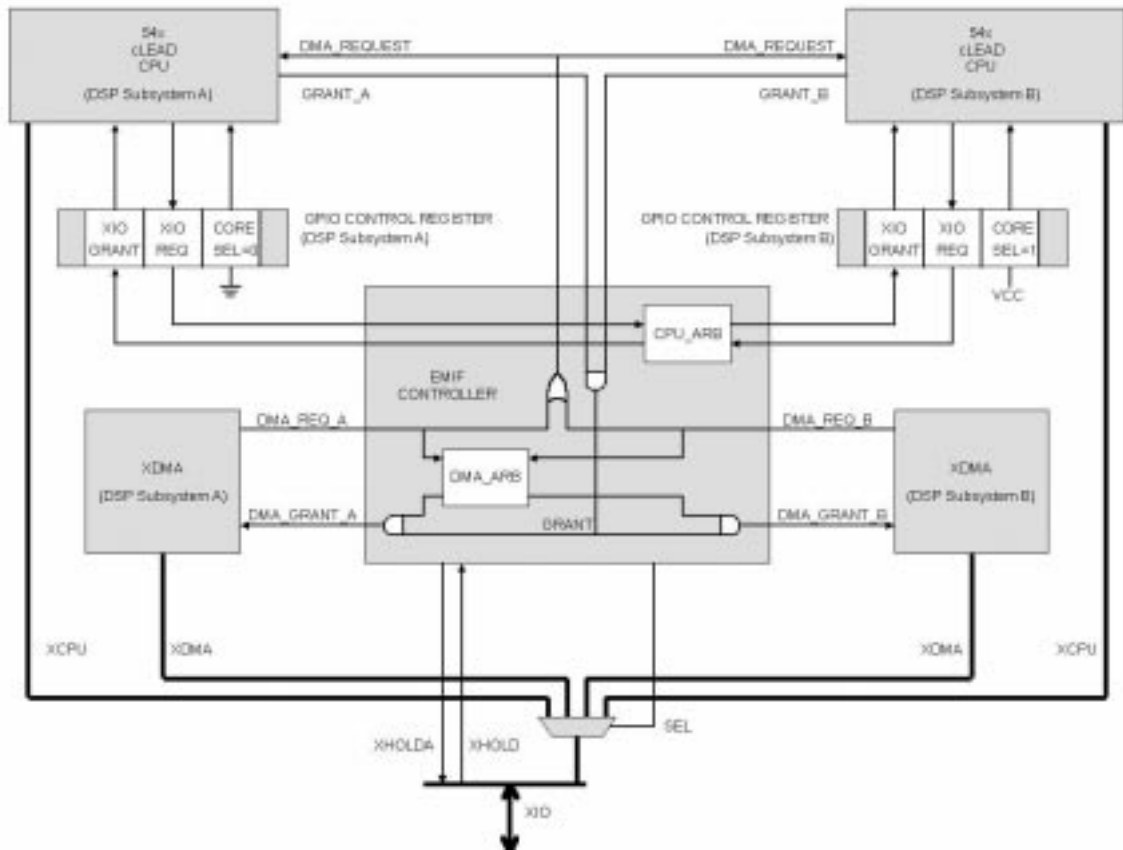 54x
cLEAD
CPU
(DSP Subsystem A)
DMA_REQUEST
DMA_REQUEST
54x
cLEAD
CPU
(DSP Subsystem B)
GRANT_A
GRANT_B
XIO
GRANT
XIO
REQ
CORE
SEL=0
GPIO CONTROL REGISTER
(DSP Subsystem A)
GPIO CONTROL REGISTER
(DSP Subsystem B)
XIO
GRANT
XIO
REQ
CORE
SEL=1
VCC
CPU_ARB
EMIF
CONTROLLER
DMA_REQ_A
DMA_REQ_B
XDMA
(DSP Subsystem A)
DMA_ARB
XDMA
(DSP Subsystem B)
DMA_GRANT_A
GRANT
DMA_GRANT_B
XCPU
XDMA
XDMA
XCPU
SEL
XHOLDA
XHOLD
XIO